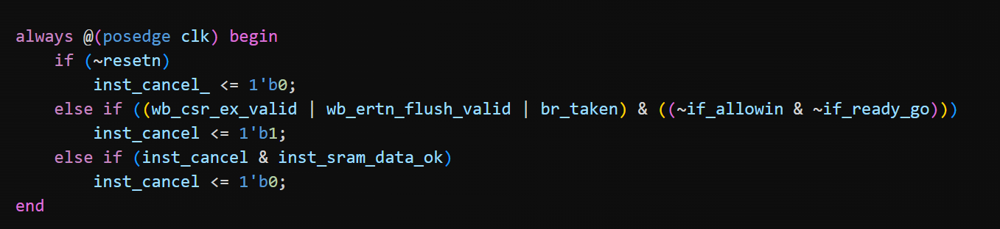 always @(posedge clk) begin
    if (~resetn)
        inst_cancel_ <= 1'b0;
    else if ((wb_csr_ex_valid | wb_ertn_flush_valid | br_taken) & ((~if_allowin & ~if_ready_go)))
        inst_cancel <= 1'b1;
    else if (inst_cancel & inst_sram_data_ok)
        inst_cancel <= 1'b0;
end